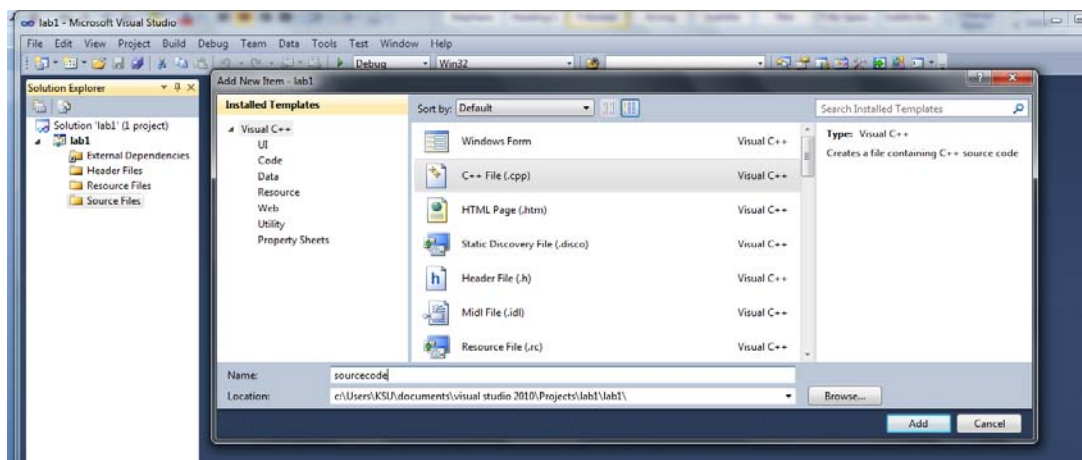 lab1 - Microsoft Visual Studio
File Edit View Project Build Debug Team Data Tools Test Window Help
Debug Win32
Solution Explorer
Solution 'lab1' (1 project)
lab1
External Dependencies
Header Files
Resource Files
Source Files
Add New Item - lab1
Installed Templates
Visual C++
UI
Code
Data
Resource
Web
Utility
Property Sheets
Sort by: Default
Search Installed Templates
Windows Form Visual C++
C++ File (.cpp) Visual C++
HTML Page (.htm) Visual C++
Static Discovery File (.disco) Visual C++
Header File (.h) Visual C++
Midl File (.idl) Visual C++
Resource File (.rc) Visual C++
Type: Visual C++
Creates a file containing C++ source code
Name: sourcecode
Location: c:\Users\KSU\documents\visual studio 2010\Projects\lab1\lab1\
Browse...
Add Cancel